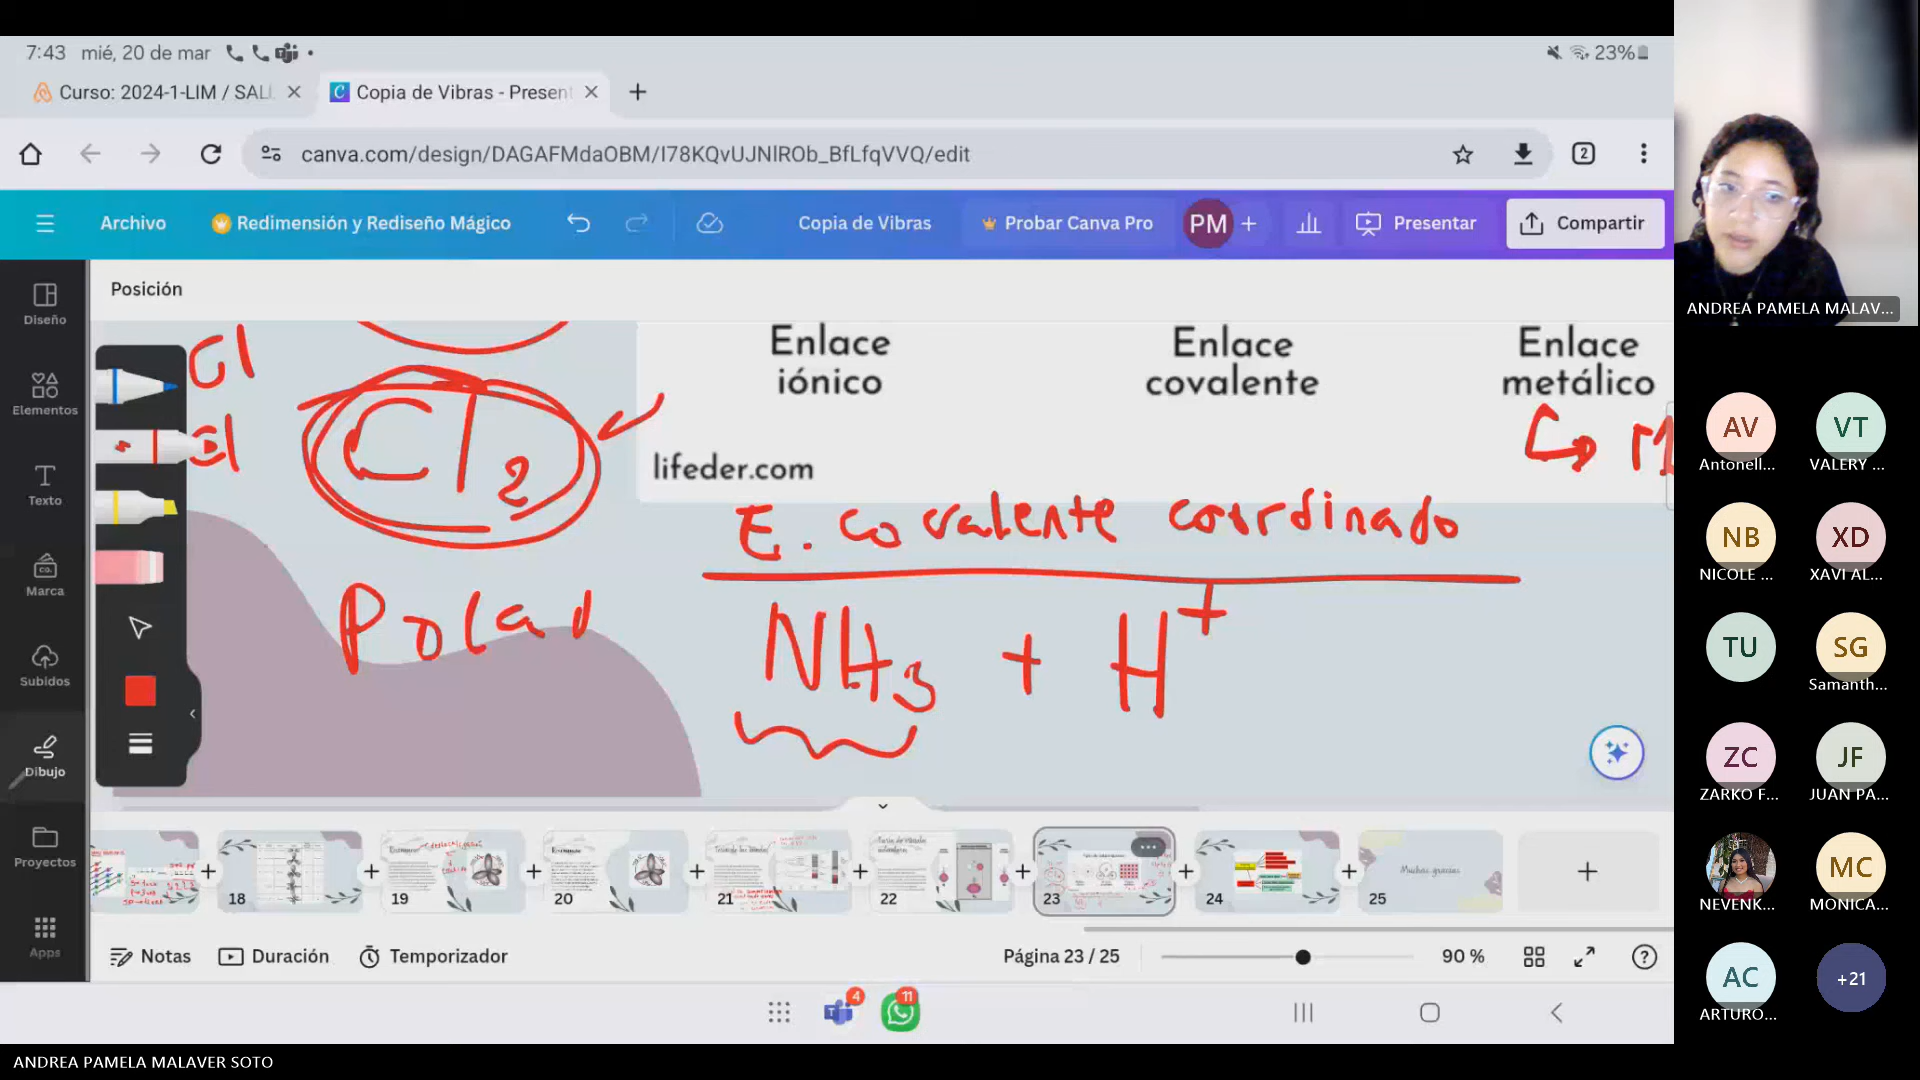 7:43 mié, 20 de mar
23%
Curso: 2024-1-LIM / SAL
Copia de Vibras - Present
canva.com/design/DAGAFMdaOBM/I78KQvUJNlROb_BfLfqVVQ/edit
2
Archivo
Redimensión y Rediseño Mágico
Copia de Vibras
Probar Canva Pro
PM
Presentar
Compartir
Posición
Diseño
Elementos
Texto
Marca
Subidos
Dibujo
Proyectos
Apps
Cl
Cl
Cl2
Polar
Enlace iónico
Enlace covalente
Enlace metálico
lifeder.com
E. covalente coordinado
NH3 + H+
18
19
20
21
22
23
24
Muchas gracias
25
Notas
Duración
Temporizador
Página 23 / 25
90 %
4
11
ANDREA PAMELA MALAVER SOTO
ANDREA PAMELA MALAV...
AV
Antonell...
VT
VALERY ...
NB
NICOLE ...
XD
XAVI AL...
TU
SG
Samanth...
ZC
ZARKO F...
JF
JUAN PA...
NEVENK...
MC
MONICA...
AC
ARTURO...
+21